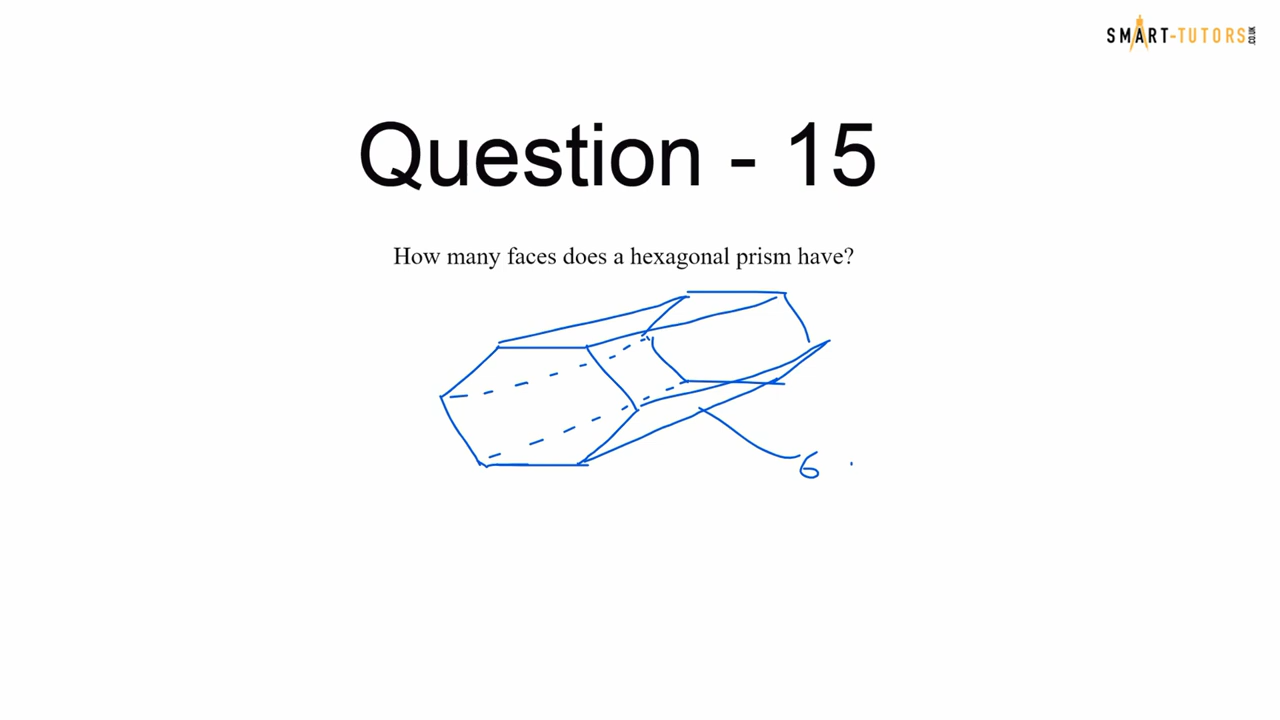 SMART-TUTORS.CO.UK
Question - 15
How many faces does a hexagonal prism have?
6